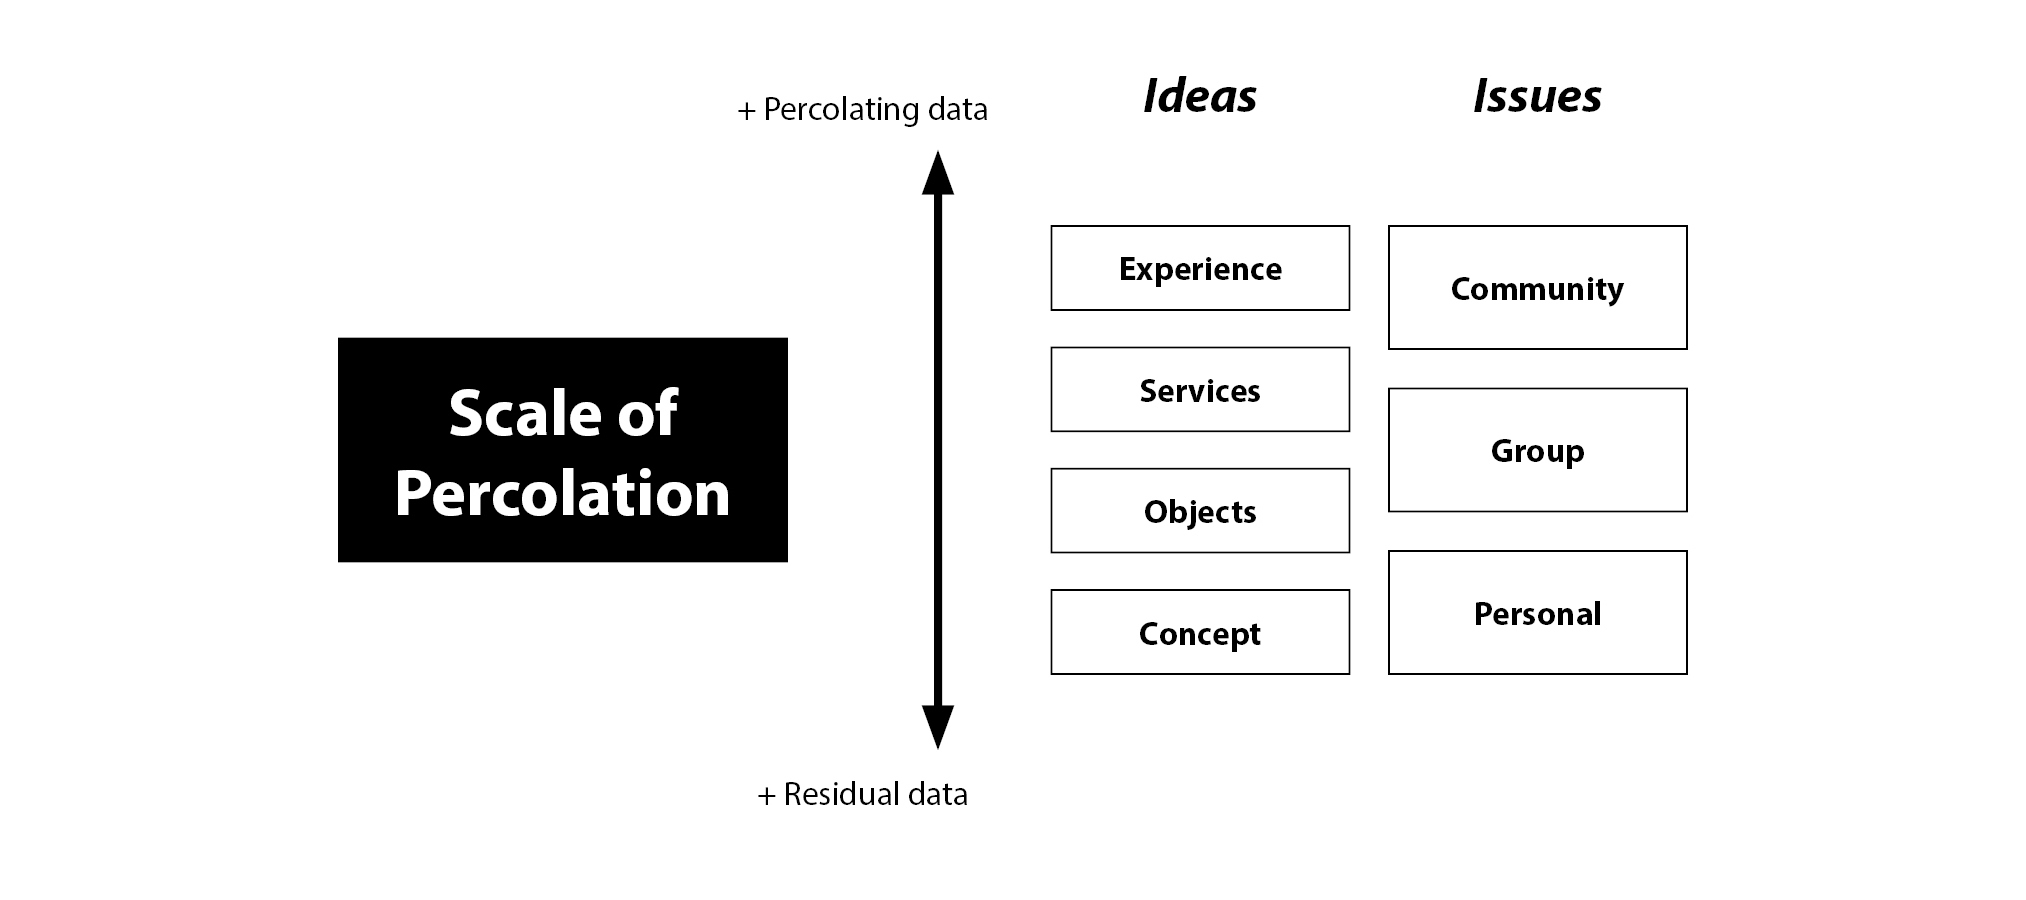 + Percolating data
Ideas
Issues
Experience
Community
Services
Scale of
Percolation
Group
Objects
Personal
Concept
+ Residual data